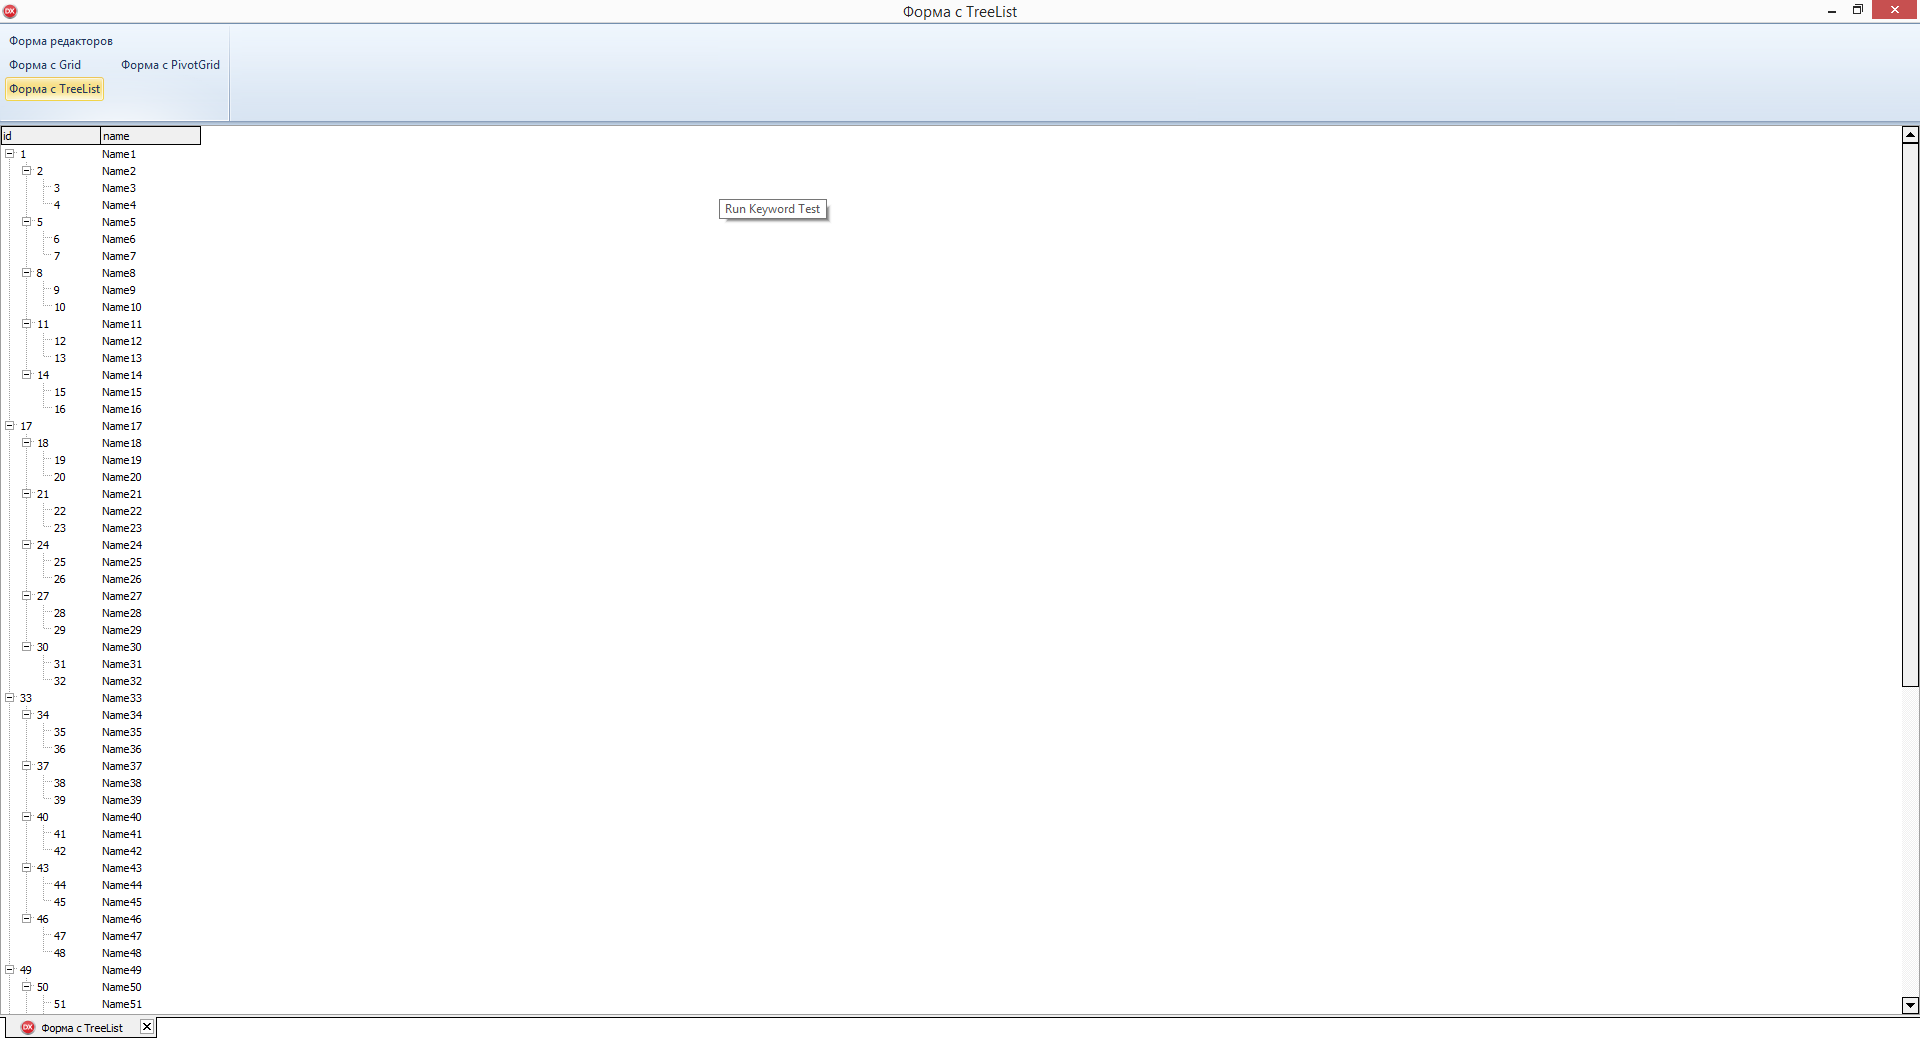 Форма с TreeList
Форма редакторов
Форма с Grid Форма с PivotGrid
Форма с TreeList
id name
1 Name1
2 Name2
3 Name3
4 Name4
Run Keyword Test
5 Name5
6 Name6
7 Name7
8 Name8
9 Name9
10 Name10
11 Name11
12 Name12
13 Name13
14 Name14
15 Name15
16 Name16
17 Name17
18 Name18
19 Name19
20 Name20
21 Name21
22 Name22
23 Name23
24 Name24
25 Name25
26 Name26
27 Name27
28 Name28
29 Name29
30 Name30
31 Name31
32 Name32
33 Name33
34 Name34
35 Name35
36 Name36
37 Name37
38 Name38
39 Name39
40 Name40
41 Name41
42 Name42
43 Name43
44 Name44
45 Name45
46 Name46
47 Name47
48 Name48
49 Name49
50 Name50
51 Name51
DX Форма с TreeList